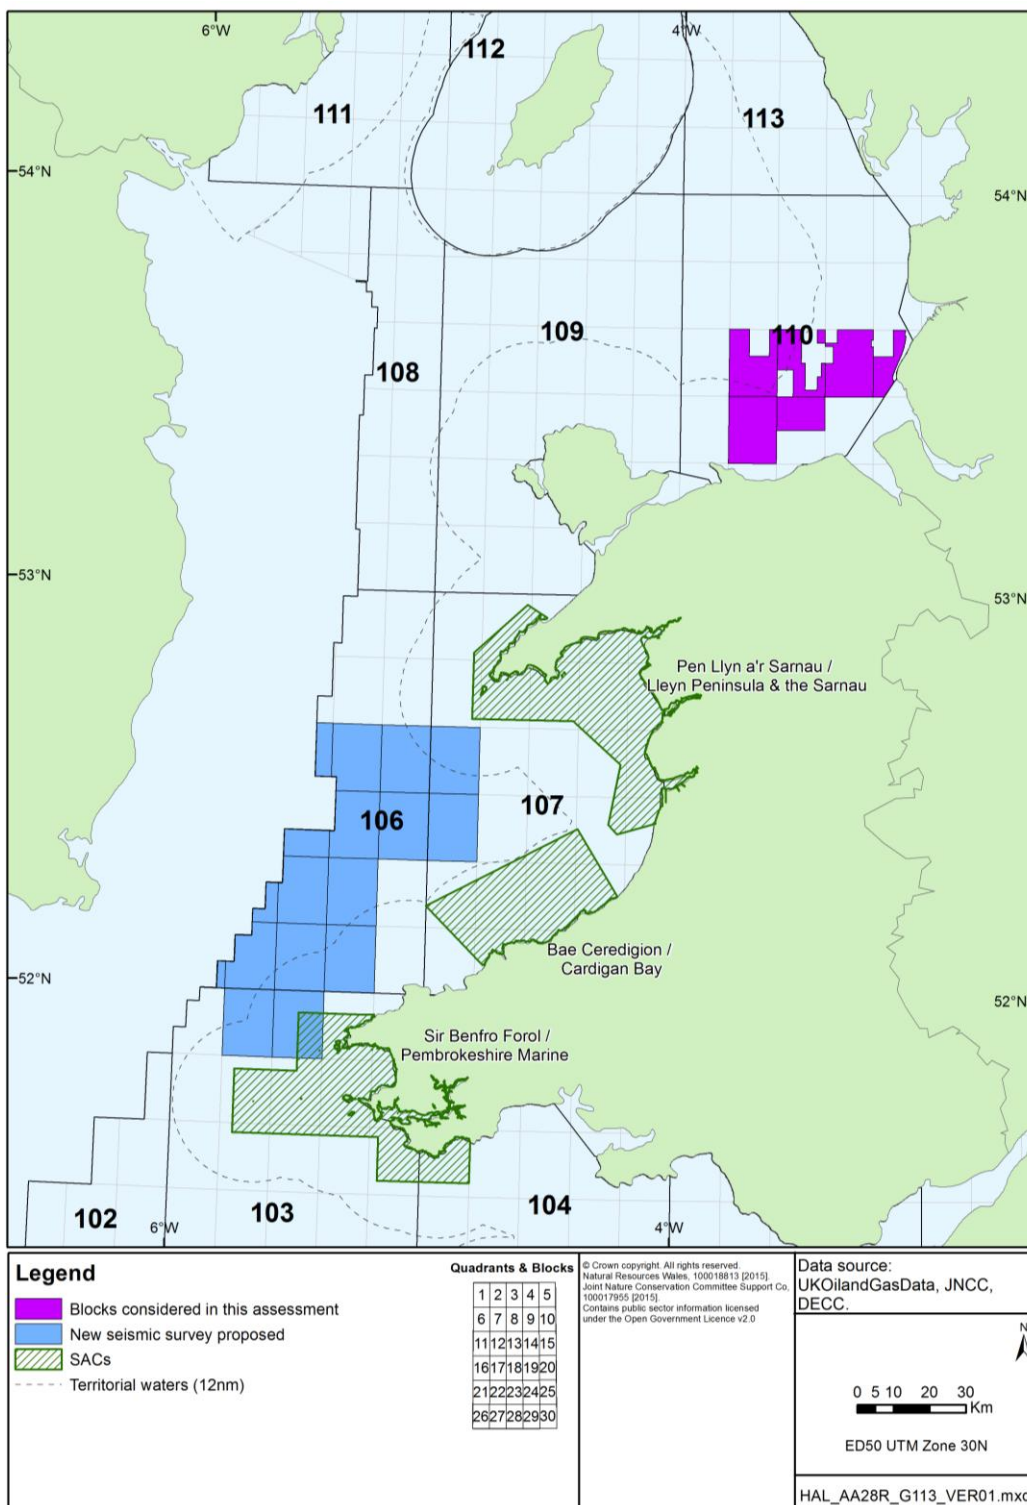 6°W
4°W
112
111
113
54°N
54°N
109
110
108
53°N
53°N
Pen Llyn a'r Sarnau /
Lleyn Peninsula & the Sarnau
107
106
Bae Ceredigion /
Cardigan Bay
52°N
52°N
Sir Benfro Forol /
Pembrokeshire Marine
102
6°W
103
104
4°W
Legend
Blocks considered in this assessment
New seismic survey proposed
SACs
Territorial waters (12nm)
Quadrants & Blocks
1 2 3 4 5
6 7 8 9 10
11 12 13 14 15
16 17 18 19 20
21 22 23 24 25
26 27 28 29 30
© Crown copyright. All rights reserved.
Natural Resources Wales, 100018813 [2015].
Joint Nature Conservation Committee Support Co,
100017955 [2015].
Contains public sector information licensed
under the Open Government Licence v2.0
Data source:
UKOilandGasData, JNCC,
DECC.
N
0 5 10 20 30
Km
ED50 UTM Zone 30N
HAL_AA28R_G113_VER01.mxd